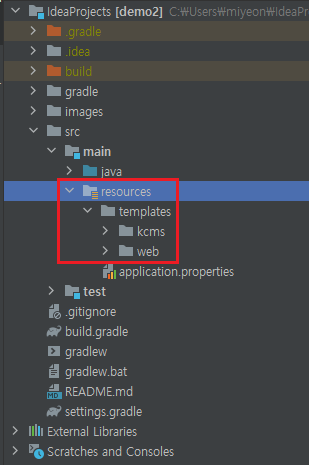 IdeaProjects [demo2] C:₩Users₩miyeon₩IdeaPr
.gradle
.idea
build
gradle
images
src
main
java
resources
templates
kcms
web
application.properties
test
.gitignore
build.gradle
gradlew
gradlew.bat
README.md
settings.gradle
External Libraries
Scratches and Consoles